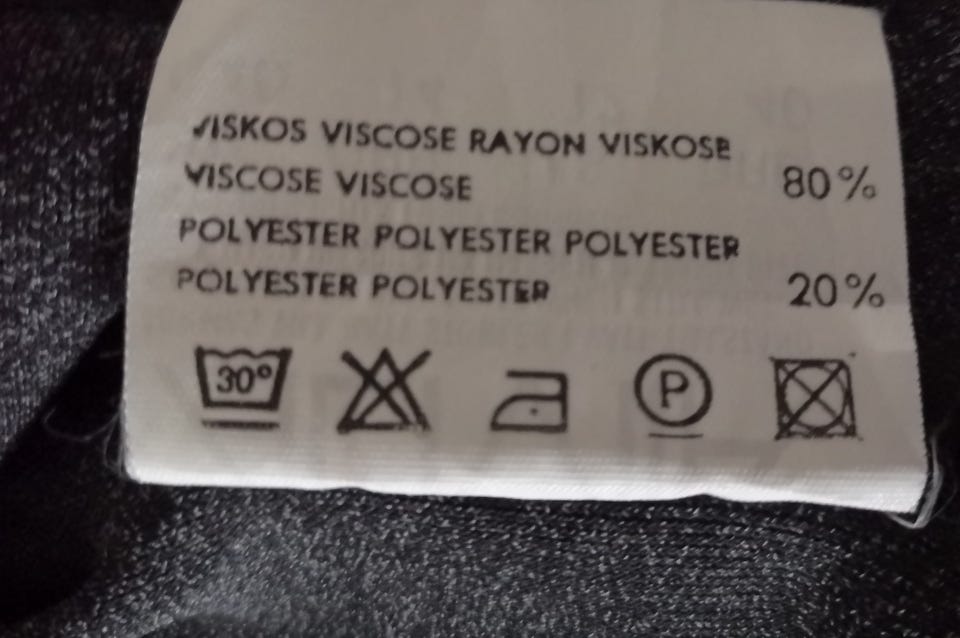 VISKOS VISCOSE RAYON VISKOSE
VISCOSE VISCOSE 80%
POLYESTER POLYESTER POLYESTER
POLYESTER POLYESTER 20%
30° P